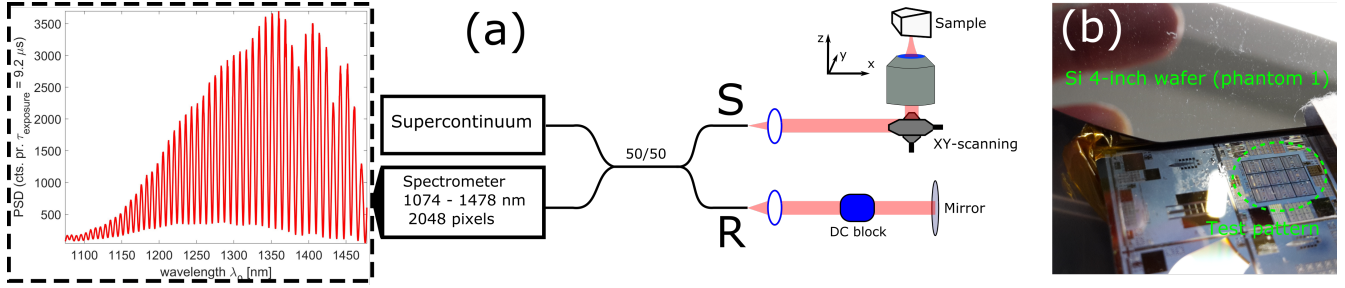 3500
3000
2500
2000
1500
1000
500
PSD (cts. pr. τexposure = 9.2 μs)
1100 1150 1200 1250 1300 1350 1400 1450
wavelength λo [nm]
(a)
Supercontinuum
Spectrometer
1074 - 1478 nm
2048 pixels
50/50
S
R
z
y
x
Sample
XY-scanning
DC block
Mirror
(b)
Si 4-inch wafer (phantom 1)
Test pattern